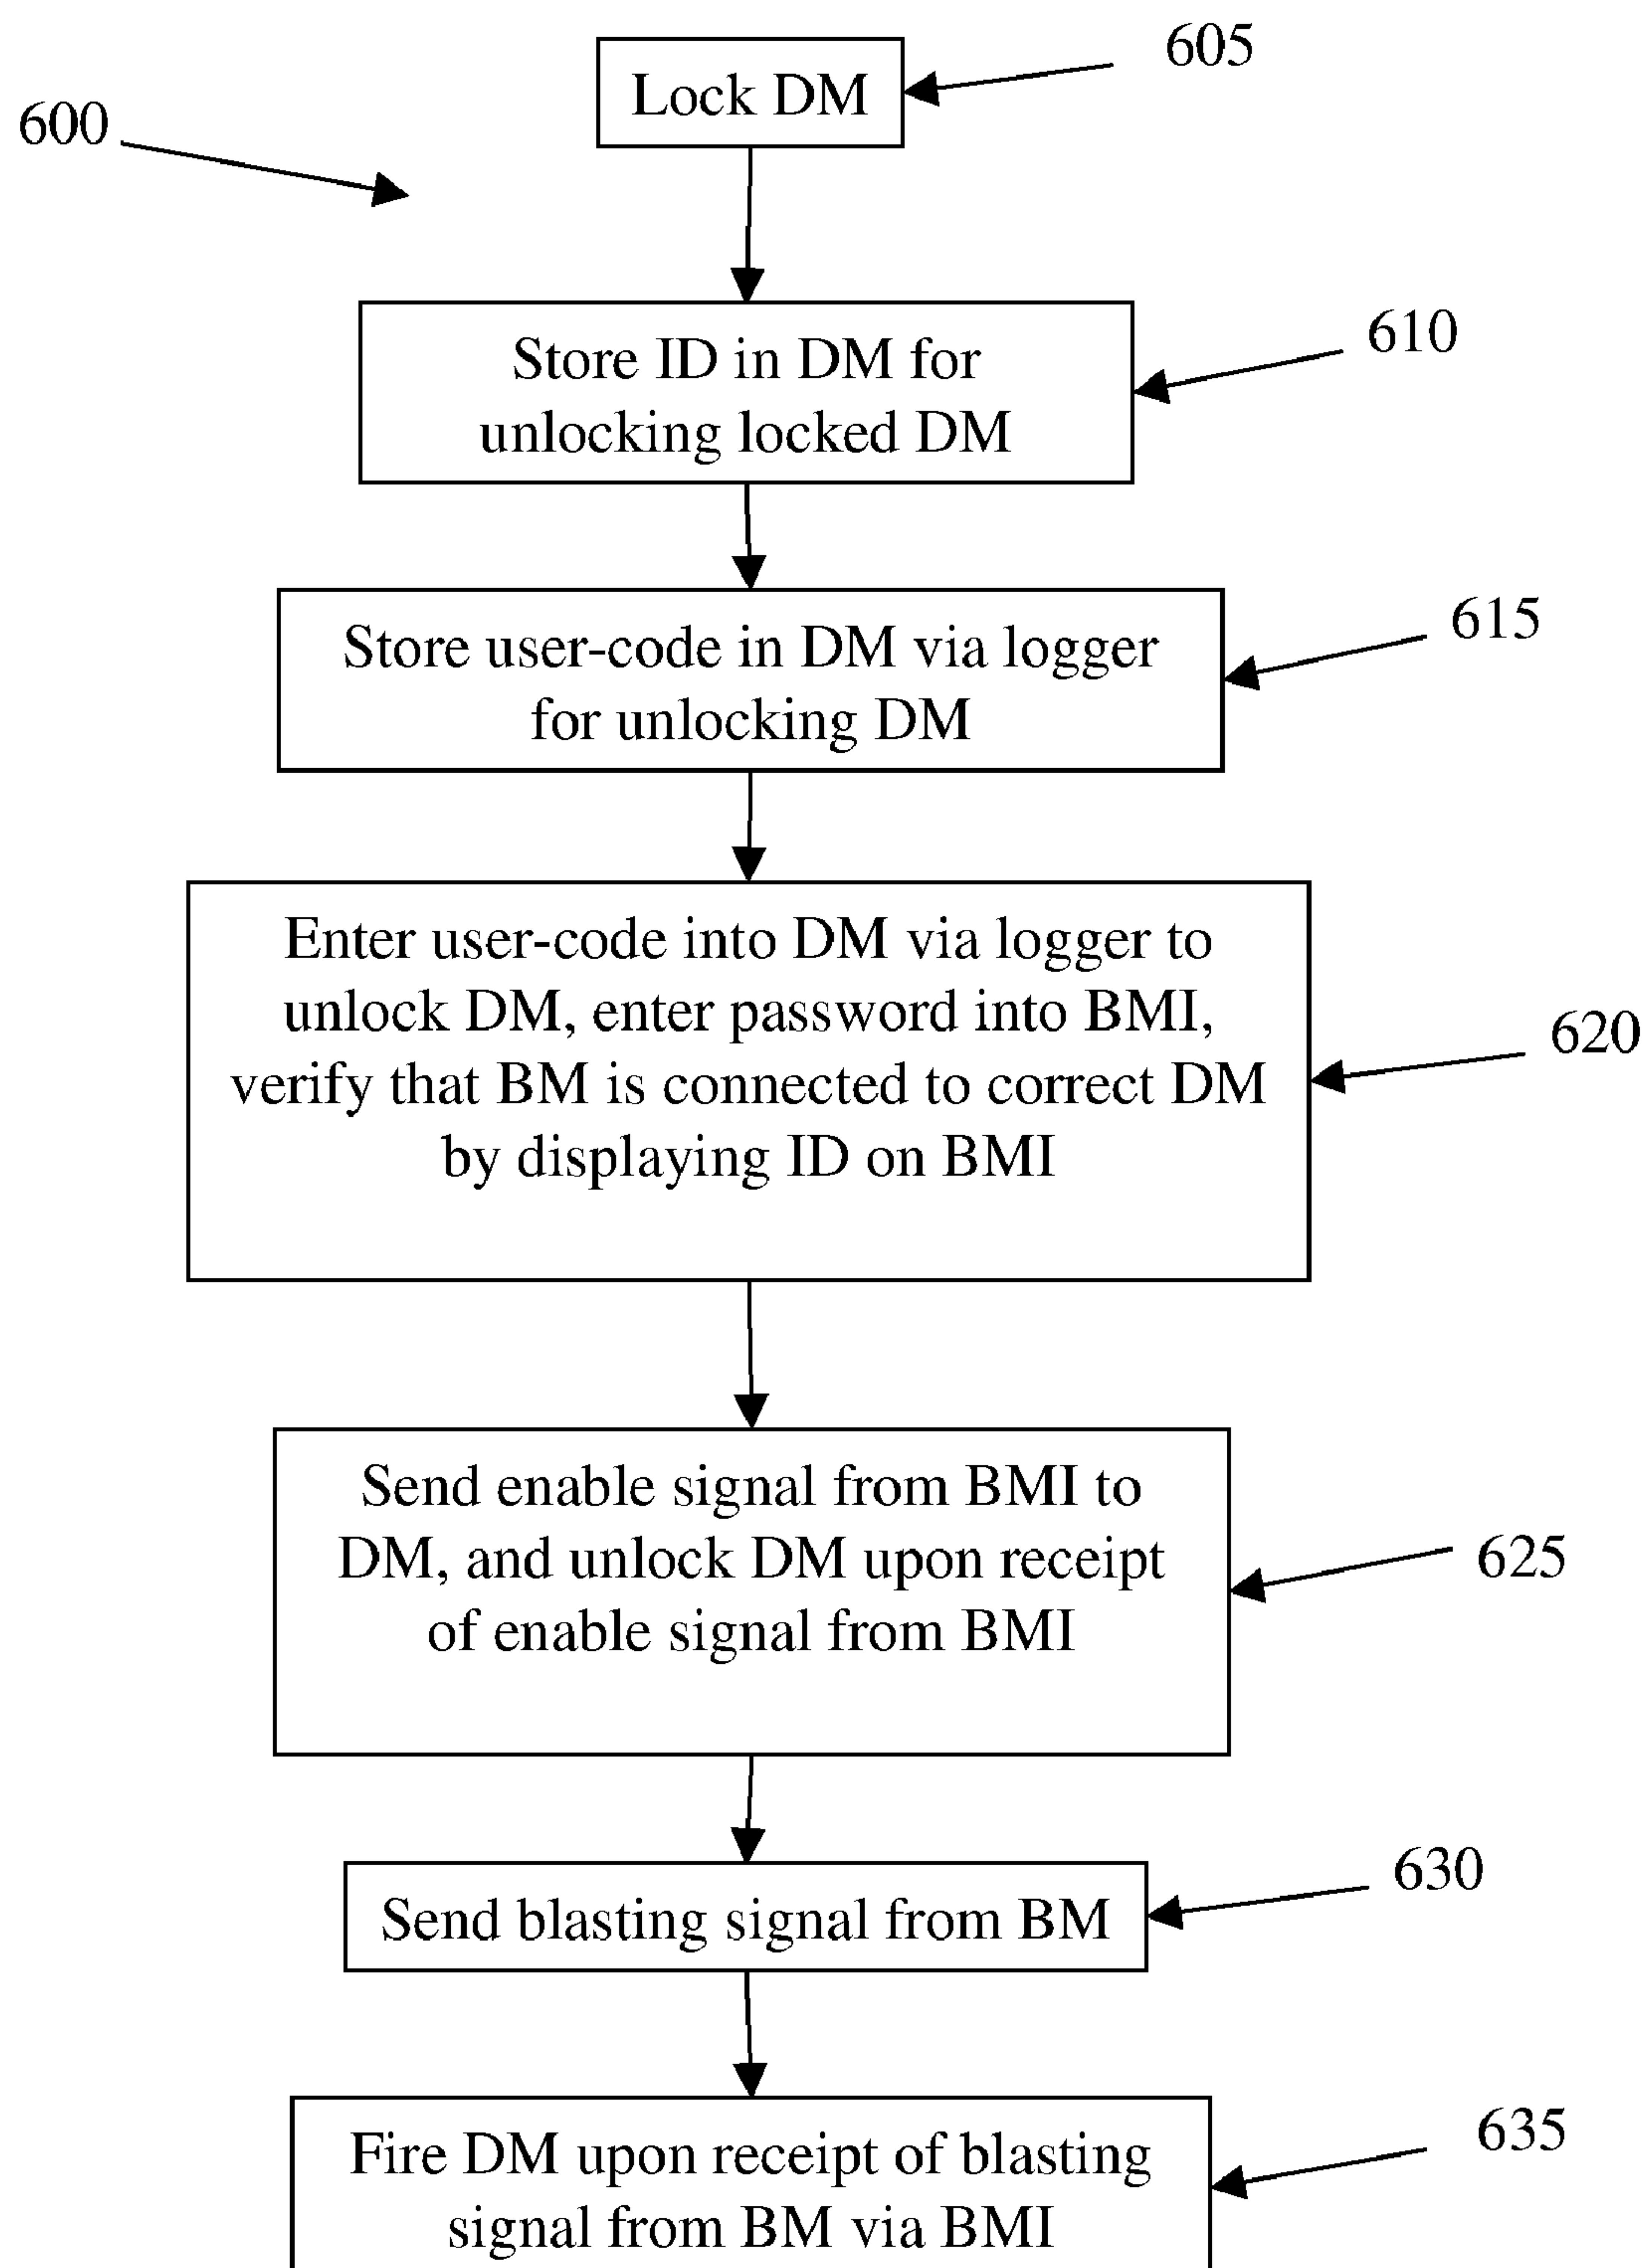 605
Lock DM
600
610
Store ID in DM for
unlocking locked DM
615
Store user-code in DM via logger
for unlocking DM
Enter user-code into DM via logger to
unlock DM, enter password into BMI,
verify that BM is connected to correct DM
by displaying ID on BMI
620
Send enable signal from BMI to
DM, and unlock DM upon receipt
of enable signal from BMI
625
630
Send blasting signal from BM
635
Fire DM upon receipt of blasting
signal from BM via BMI